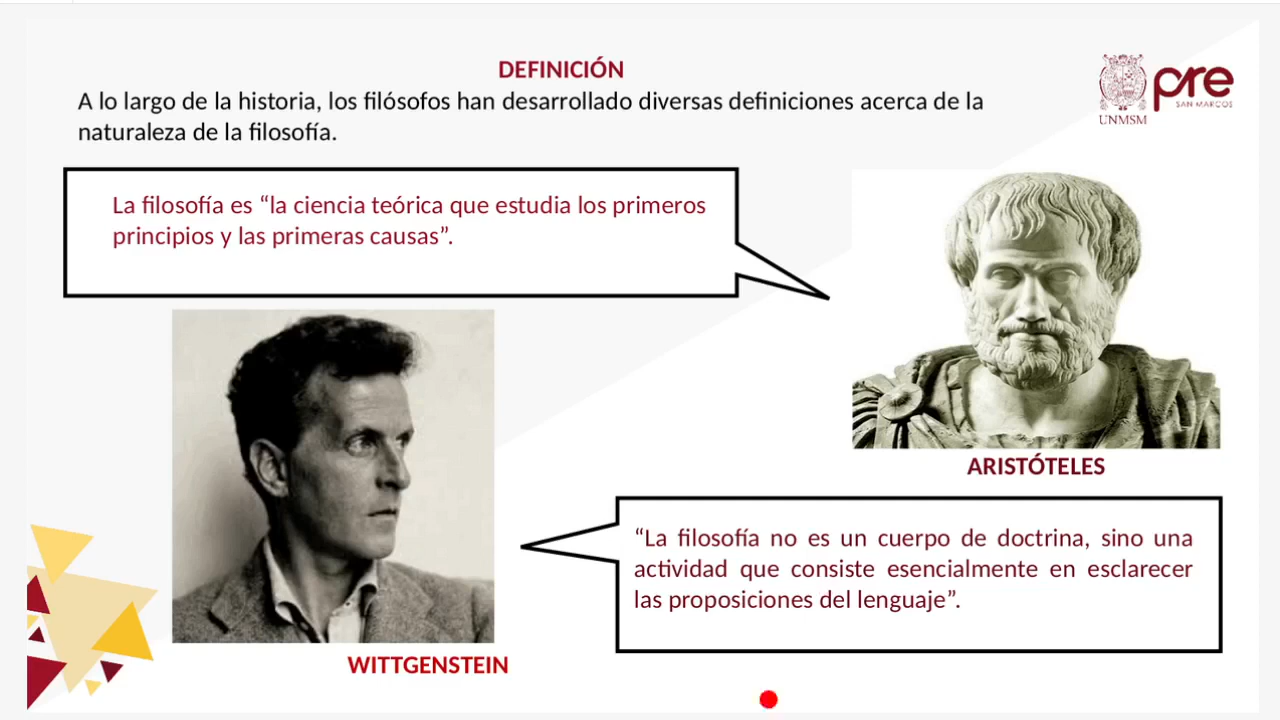 DEFINICIÓN
A lo largo de la historia, los filósofos han desarrollado diversas definiciones acerca de la
naturaleza de la filosofía.
UNMSM
pre
SAN MARCOS
La filosofía es “la ciencia teórica que estudia los primeros
principios y las primeras causas”.
ARISTÓTELES
“La filosofía no es un cuerpo de doctrina, sino una
actividad que consiste esencialmente en esclarecer
las proposiciones del lenguaje”.
WITTGENSTEIN